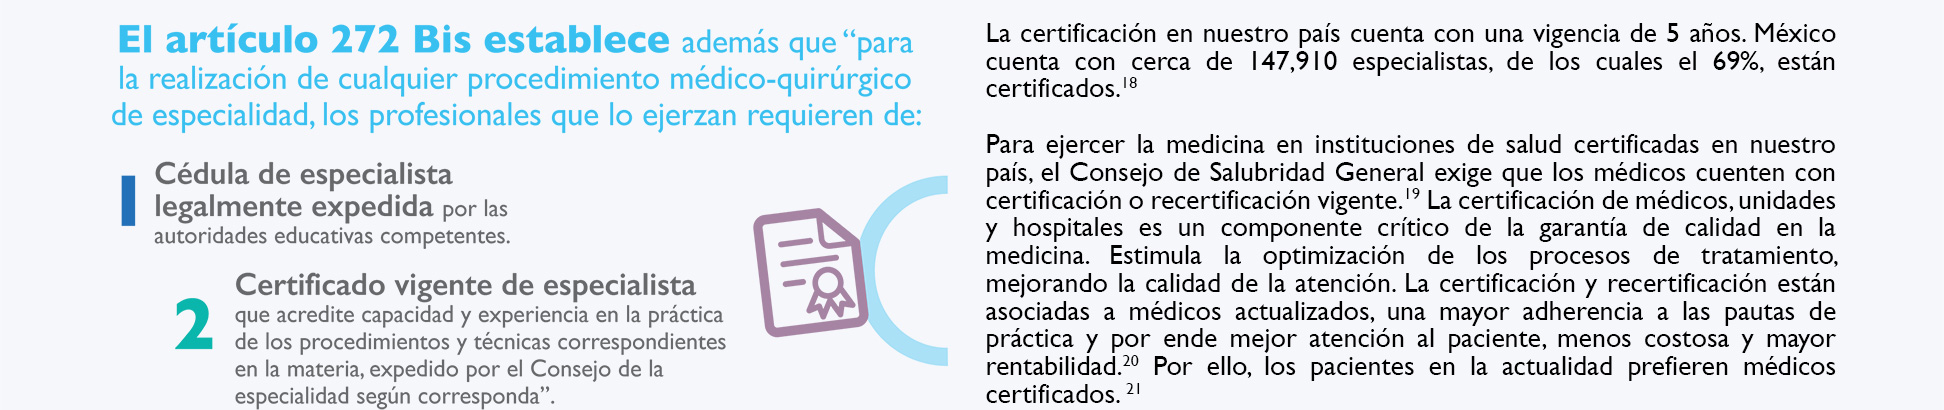 El artículo 272 Bis establece además que “para
la realización de cualquier procedimiento médico-quirúrgico
de especialidad, los profesionales que lo ejerzan requieren de:
1 Cédula de especialista
legalmente expedida por las
autoridades educativas competentes.
2 Certificado vigente de especialista
que acredite capacidad y experiencia en la práctica
de los procedimientos y técnicas correspondientes
en la materia, expedido por el Consejo de la
especialidad según corresponda”.
La certificación en nuestro país cuenta con una vigencia de 5 años. México
cuenta con cerca de 147,910 especialistas, de los cuales el 69%, están
certificados.18
Para ejercer la medicina en instituciones de salud certificadas en nuestro
país, el Consejo de Salubridad General exige que los médicos cuenten con
certificación o recertificación vigente.19 La certificación de médicos, unidades
y hospitales es un componente crítico de la garantía de calidad en la
medicina. Estimula la optimización de los procesos de tratamiento,
mejorando la calidad de la atención. La certificación y recertificación están
asociadas a médicos actualizados, una mayor adherencia a las pautas de
práctica y por ende mejor atención al paciente, menos costosa y mayor
rentabilidad.20 Por ello, los pacientes en la actualidad prefieren médicos
certificados. 21